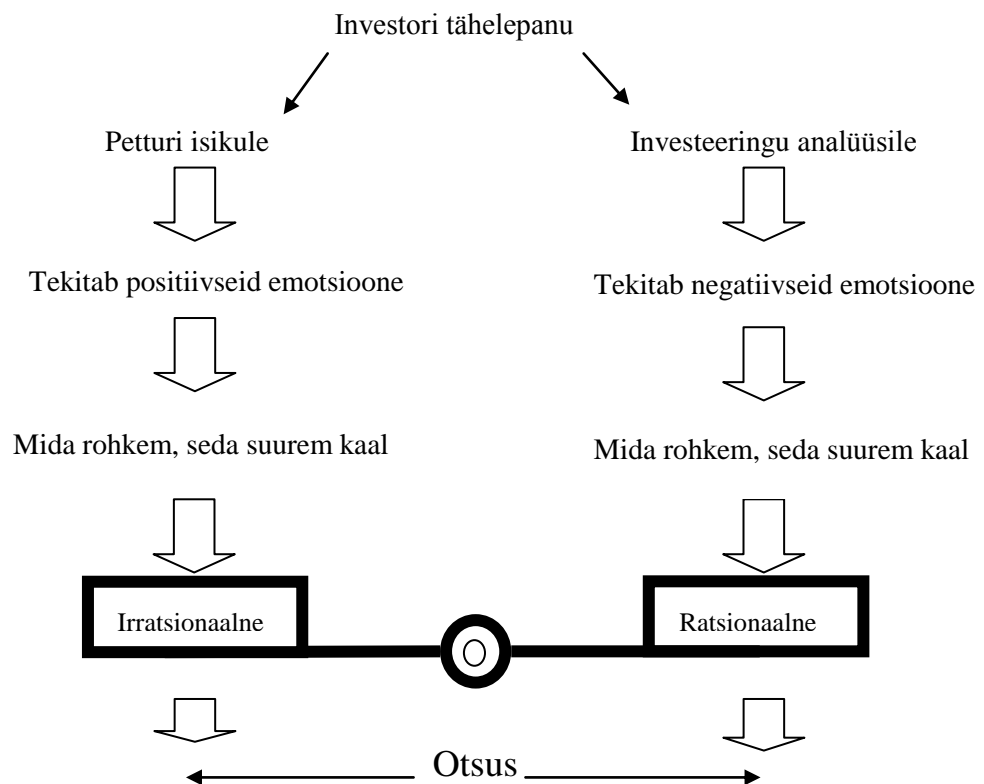 Investori tähelepanu
Petturi isikule
Investeeringu analüüsile
Tekitab positiivseid emotsioone
Tekitab negatiivseid emotsioone
Mida rohkem, seda suurem kaal
Mida rohkem, seda suurem kaal
Irratsionaalne
Ratsionaalne
Otsus